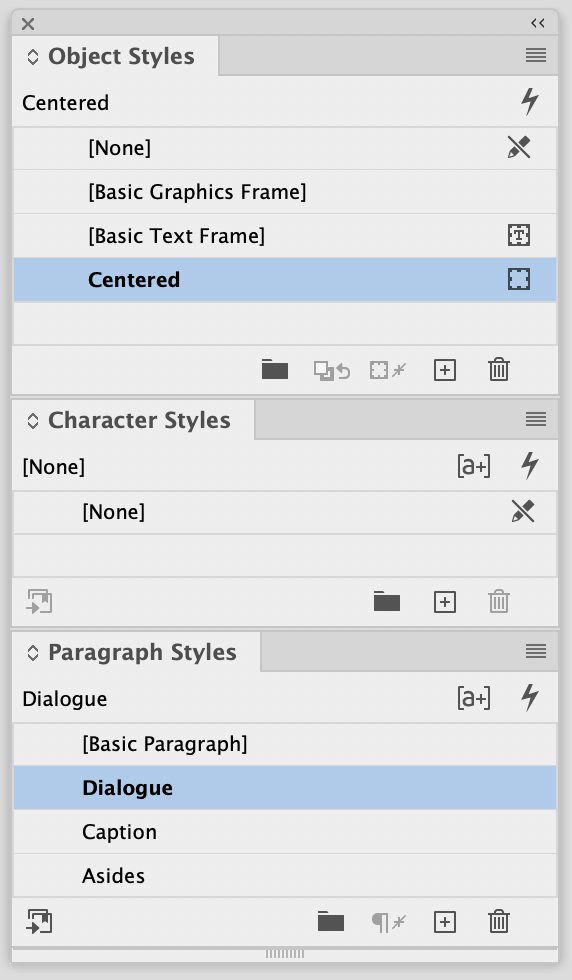 Object Styles
Centered
[None]
[Basic Graphics Frame]
[Basic Text Frame]
Centered
Character Styles
[None]
[a+]
[None]
Paragraph Styles
Dialogue
[a+]
[Basic Paragraph]
Dialogue
Caption
Asides